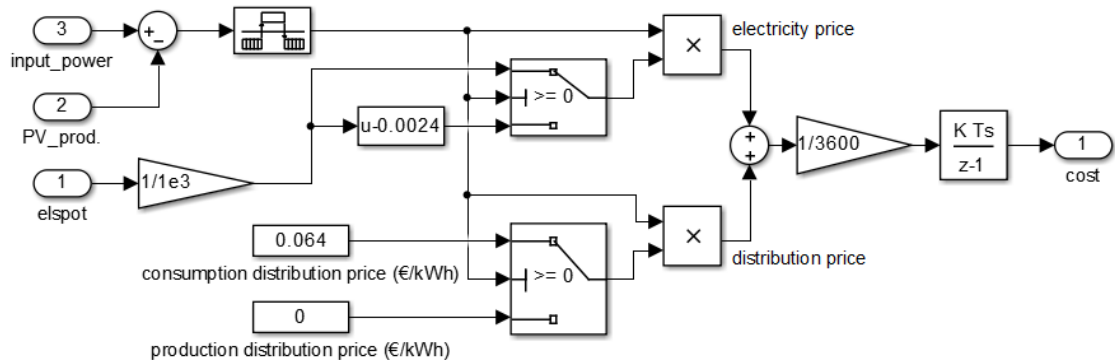 3
input_power
+
−
2
PV_prod.
1
elspot
1/1e3
u-0.0024
>= 0
×
electricity price
0.064
consumption distribution price (€/kWh)
0
production distribution price (€/kWh)
>= 0
×
distribution price
+
+
1/3600
K Ts
z-1
1
cost